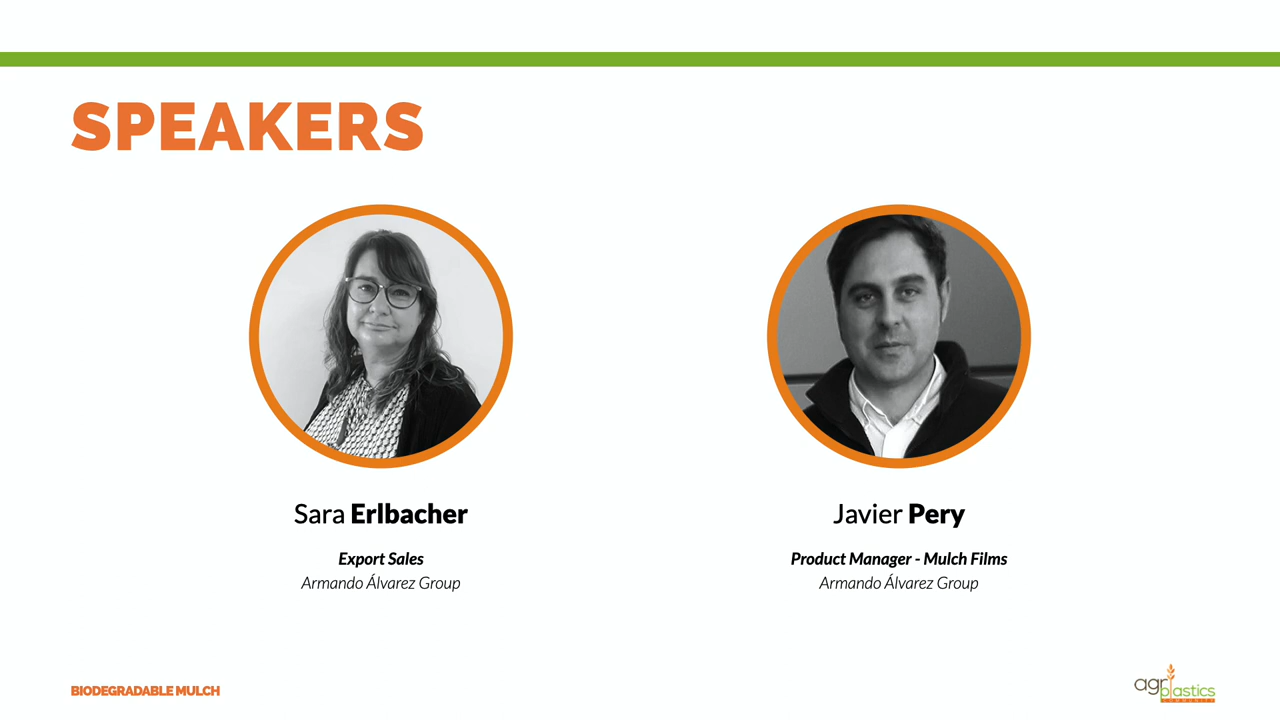 SPEAKERS
Sara Erlbacher
Export Sales
Armando Álvarez Group
Javier Pery
Product Manager - Mulch Films
Armando Álvarez Group
BIODEGRADABLE MULCH
agriplastics
COMMUNITY